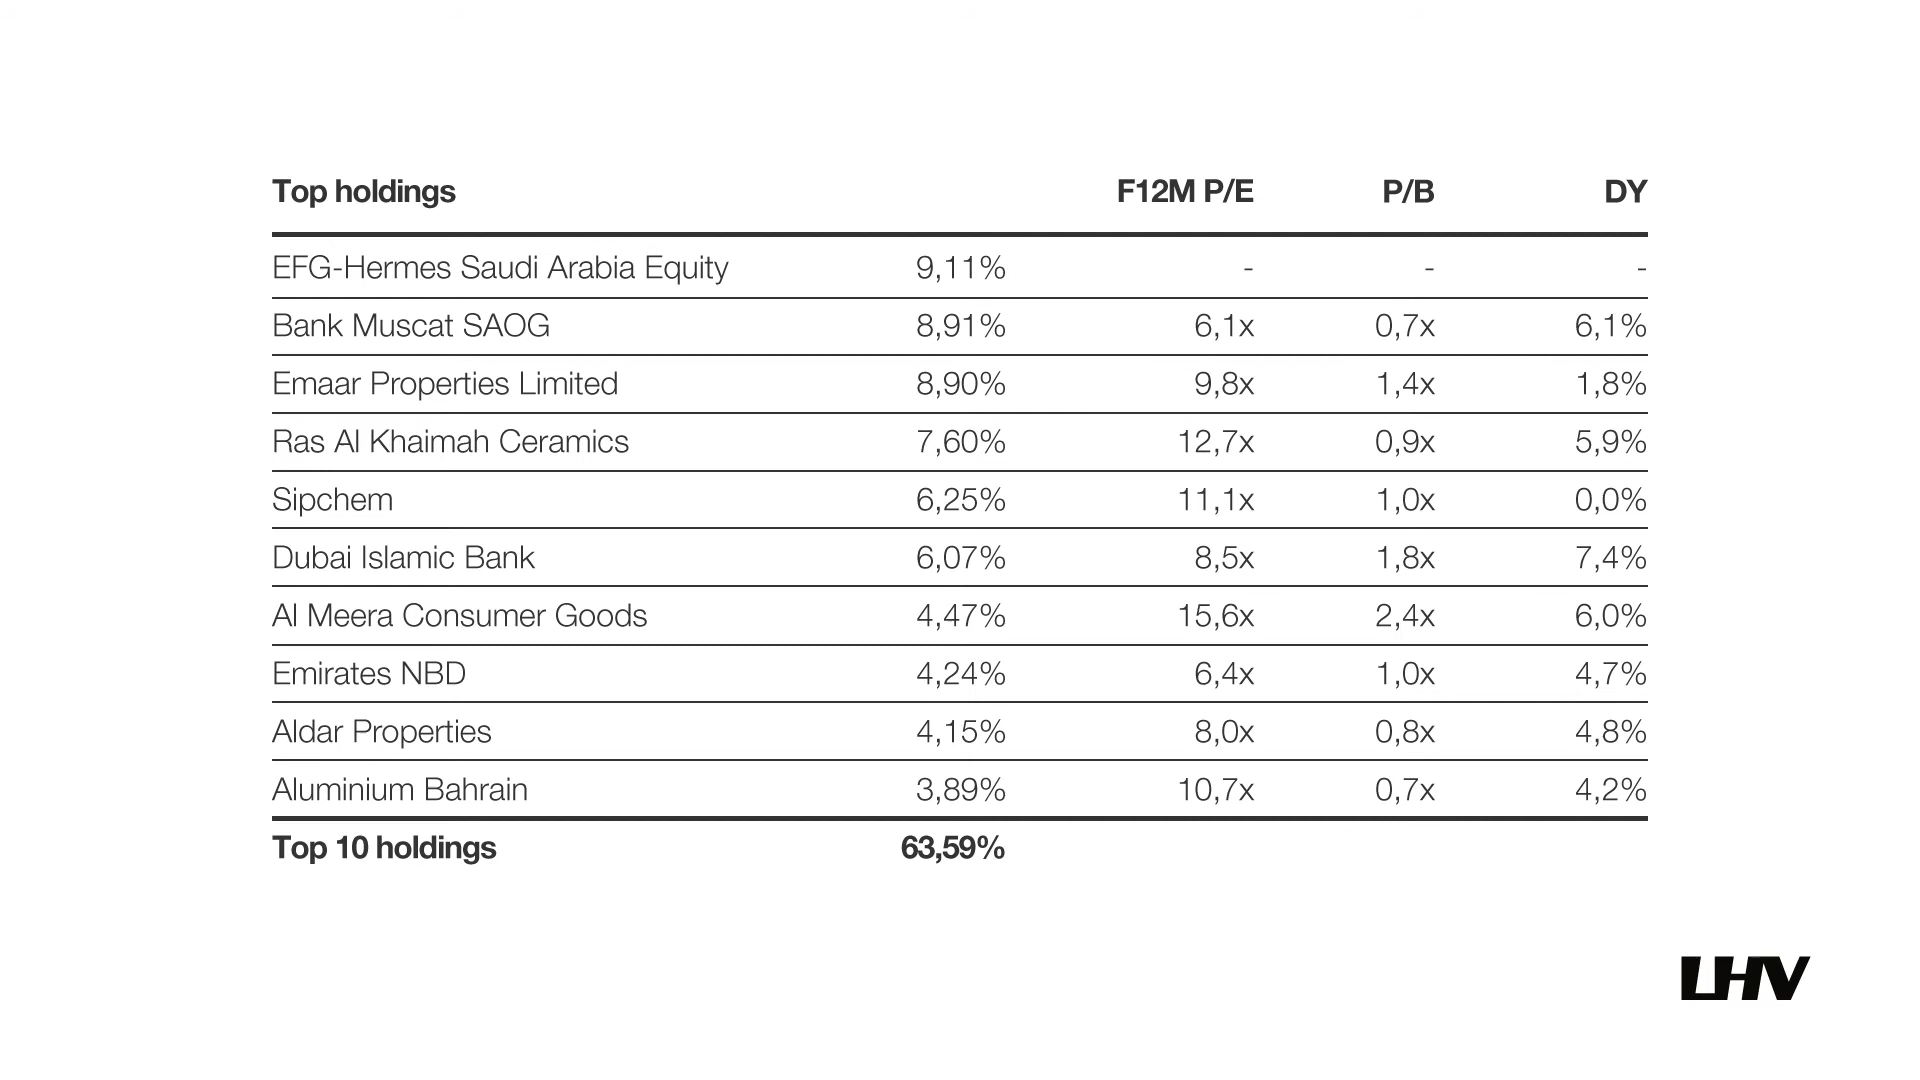 Top holdings F12M P/E P/B DY
EFG-Hermes Saudi Arabia Equity 9,11% - - -
Bank Muscat SAOG 8,91% 6,1x 0,7x 6,1%
Emaar Properties Limited 8,90% 9,8x 1,4x 1,8%
Ras Al Khaimah Ceramics 7,60% 12,7x 0,9x 5,9%
Sipchem 6,25% 11,1x 1,0x 0,0%
Dubai Islamic Bank 6,07% 8,5x 1,8x 7,4%
Al Meera Consumer Goods 4,47% 15,6x 2,4x 6,0%
Emirates NBD 4,24% 6,4x 1,0x 4,7%
Aldar Properties 4,15% 8,0x 0,8x 4,8%
Aluminium Bahrain 3,89% 10,7x 0,7x 4,2%
Top 10 holdings 63,59%
LHV